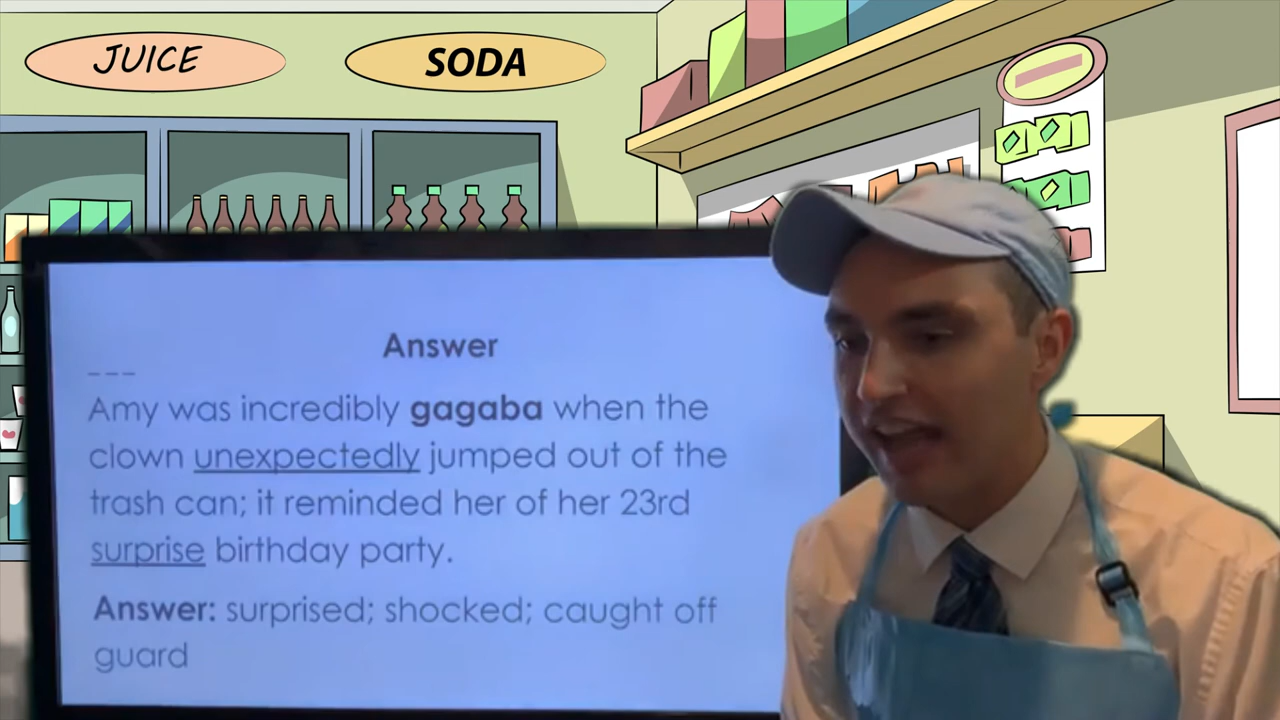 JUICE
SODA
Answer
Amy was incredibly gagaba when the
clown unexpectedly jumped out of the
trash can; it reminded her of her 23rd
surprise birthday party.
Answer: surprised; shocked; caught off
guard